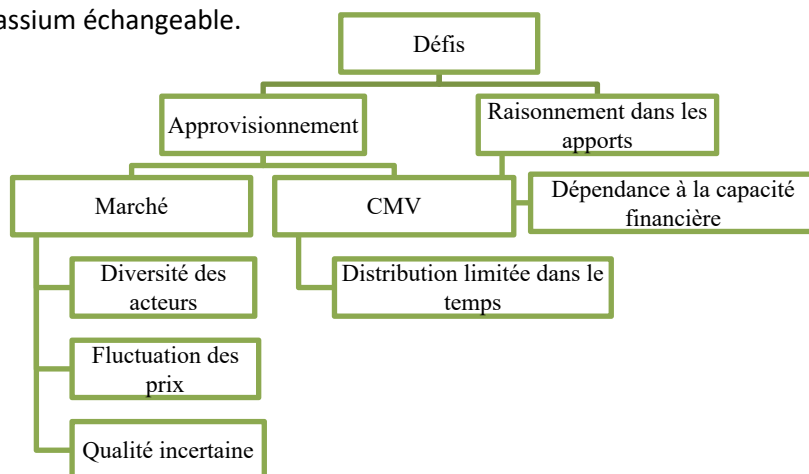 assium échangeable.
Défis
Approvisionnement
Raisonnement dans les
apports
Marché
CMV
Dépendance à la capacité
financière
Diversité des
acteurs
Distribution limitée dans le
temps
Fluctuation des
prix
Qualité incertaine